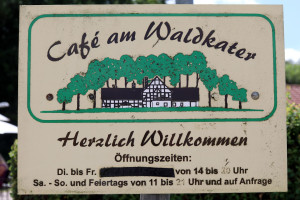 Café am Waldkater
Herzlich Willkommen
Öffnungszeiten:
Di. bis Fr. von 14 bis Uhr
Sa. - So. und Feiertags von 11 bis Uhr und auf Anfrage